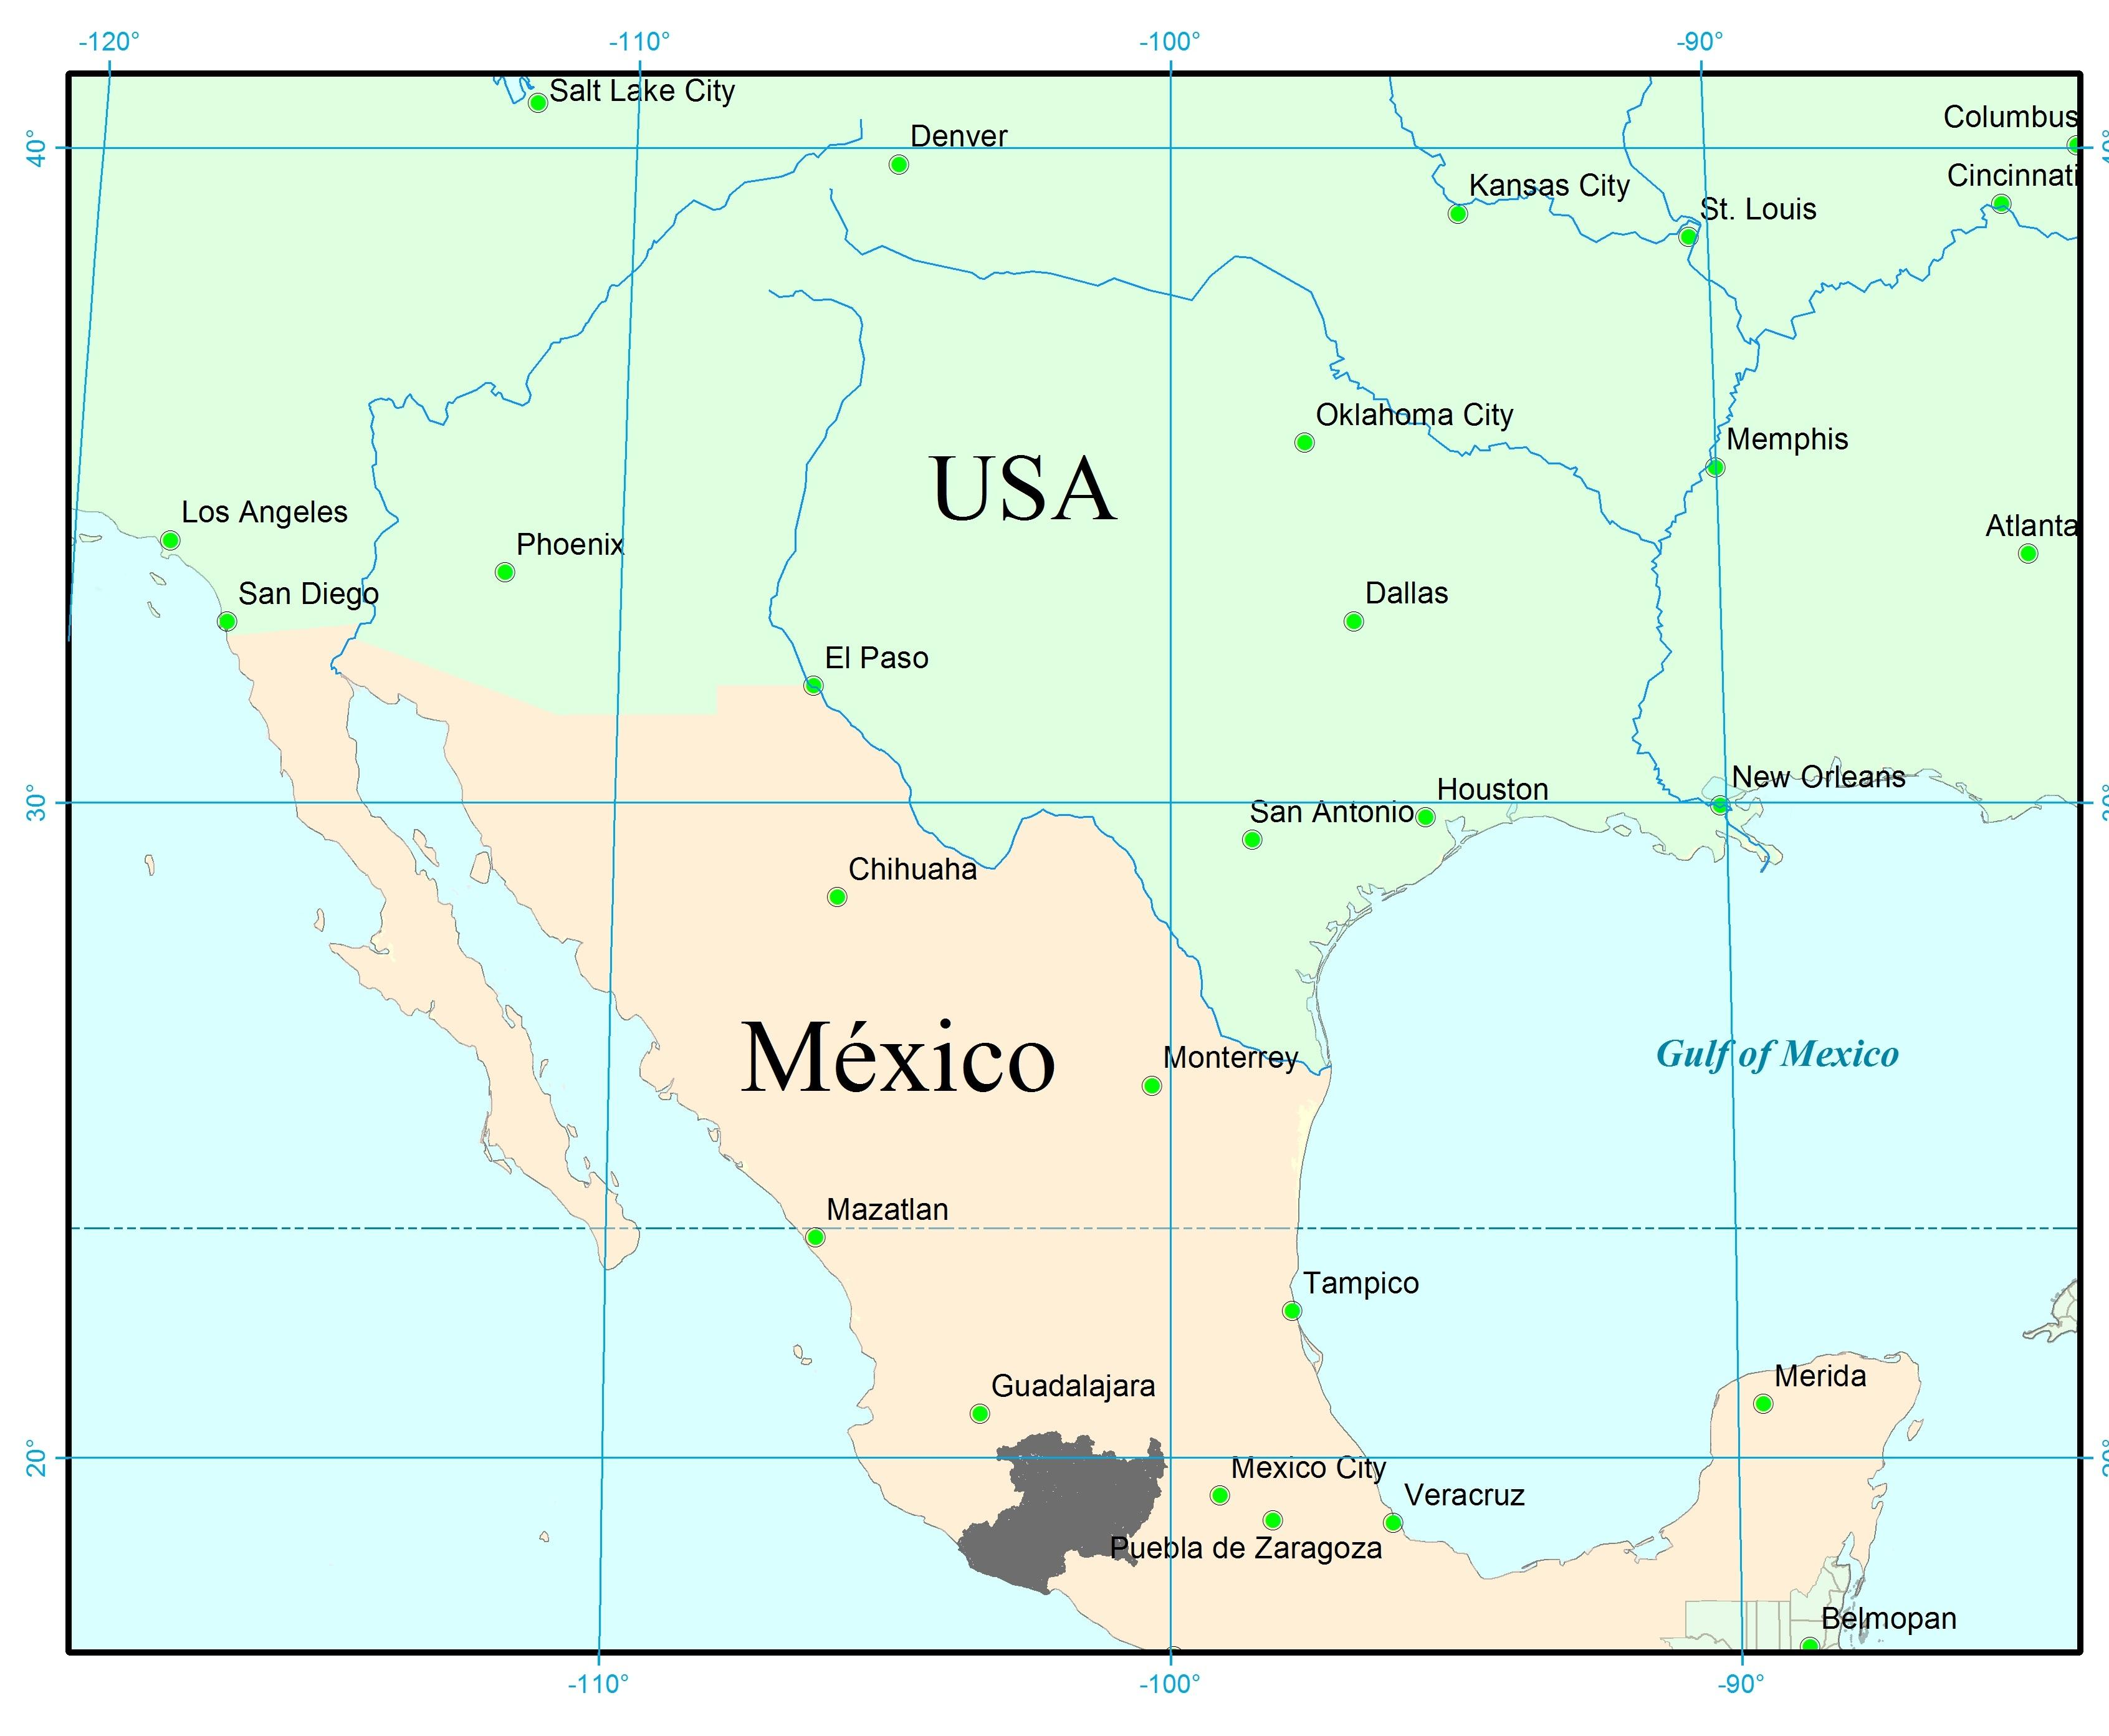 -120°
-110°
-100°
-90°
Salt Lake City
Columbus
Denver
40°
Cincinnati
Kansas City
St. Louis
Oklahoma City
Memphis
USA
Los Angeles
Atlanta
Phoenix
San Diego
Dallas
El Paso
New Orleans
Houston
30°
San Antonio
Chihuaha
México
Monterrey
Gulf of Mexico
Mazatlan
Tampico
Merida
Guadalajara
20°
Mexico City
Veracruz
Puebla de Zaragoza
Belmopan
-110°
-100°
-90°